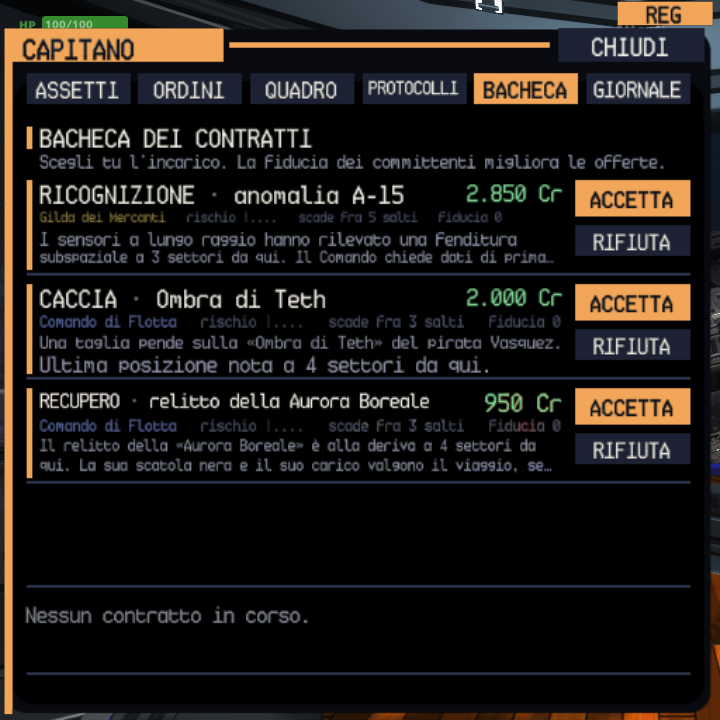 HP 100/100
REG
CAPITANO
CHIUDI
ASSETTI ORDINI QUADRO PROTOCOLLI BACHECA GIORNALE
BACHECA DEI CONTRATTI
Scegli tu l'incarico. La fiducia dei committenti migliora le offerte.
RICOGNIZIONE · anomalia A-15 2.850 Cr ACCETTA
Gilda dei Mercanti rischio |.... scade fra 5 salti Fiducia 0
RIFIUTA
I sensori a lungo raggio hanno rilevato una fenditura
subspaziale a 3 settori da qui. Il Comando chiede dati di prima…
CACCIA · Ombra di Teth 2.000 Cr ACCETTA
Comando di Flotta rischio |.... scade fra 3 salti Fiducia 0
Una taglia pende sulla «Ombra di Teth» del pirata Vasquez.
RIFIUTA
Ultima posizione nota a 4 settori da qui.
RECUPERO · relitto della Aurora Boreale 950 Cr ACCETTA
Comando di Flotta rischio |.... scade fra 3 salti Fiducia 0
Il relitto della «Aurora Boreale» è alla deriva a 4 settori da
RIFIUTA
qui. La sua scatola nera e il suo carico valgono il viaggio, se…
Nessun contratto in corso.